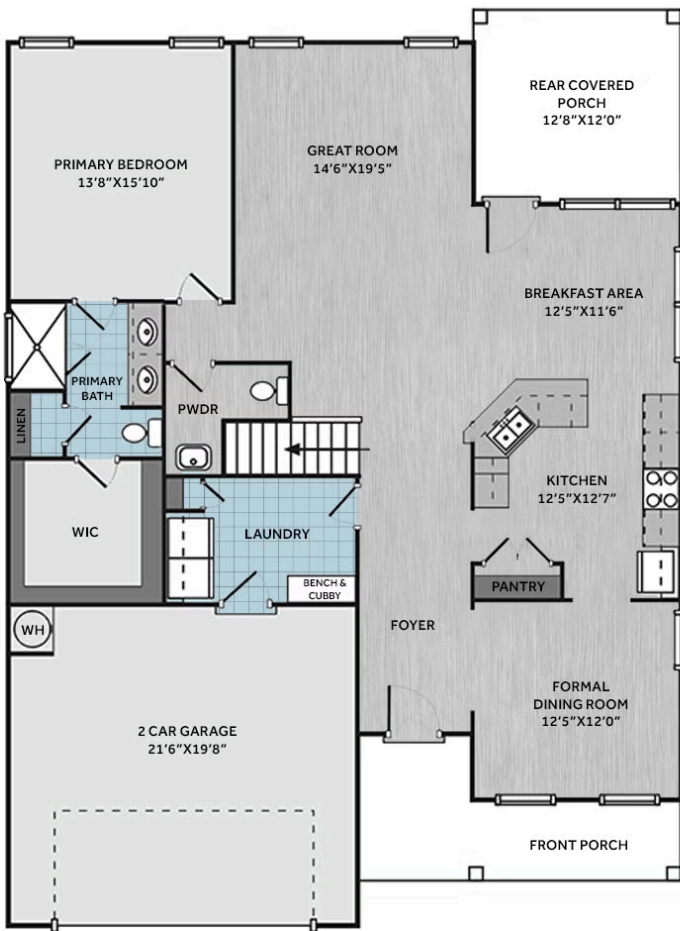 REAR COVERED
PORCH
12'8"X12'0"
GREAT ROOM
14'6"X19'5"
PRIMARY BEDROOM
13'8"X15'10"
BREAKFAST AREA
12'5"X11'6"
PRIMARY
BATH
LINEN
PWDR
KITCHEN
12'5"X12'7"
WIC
LAUNDRY
BENCH &
CUBBY
PANTRY
WH
FOYER
FORMAL
DINING ROOM
12'5"X12'0"
2 CAR GARAGE
21'6"X19'8"
FRONT PORCH